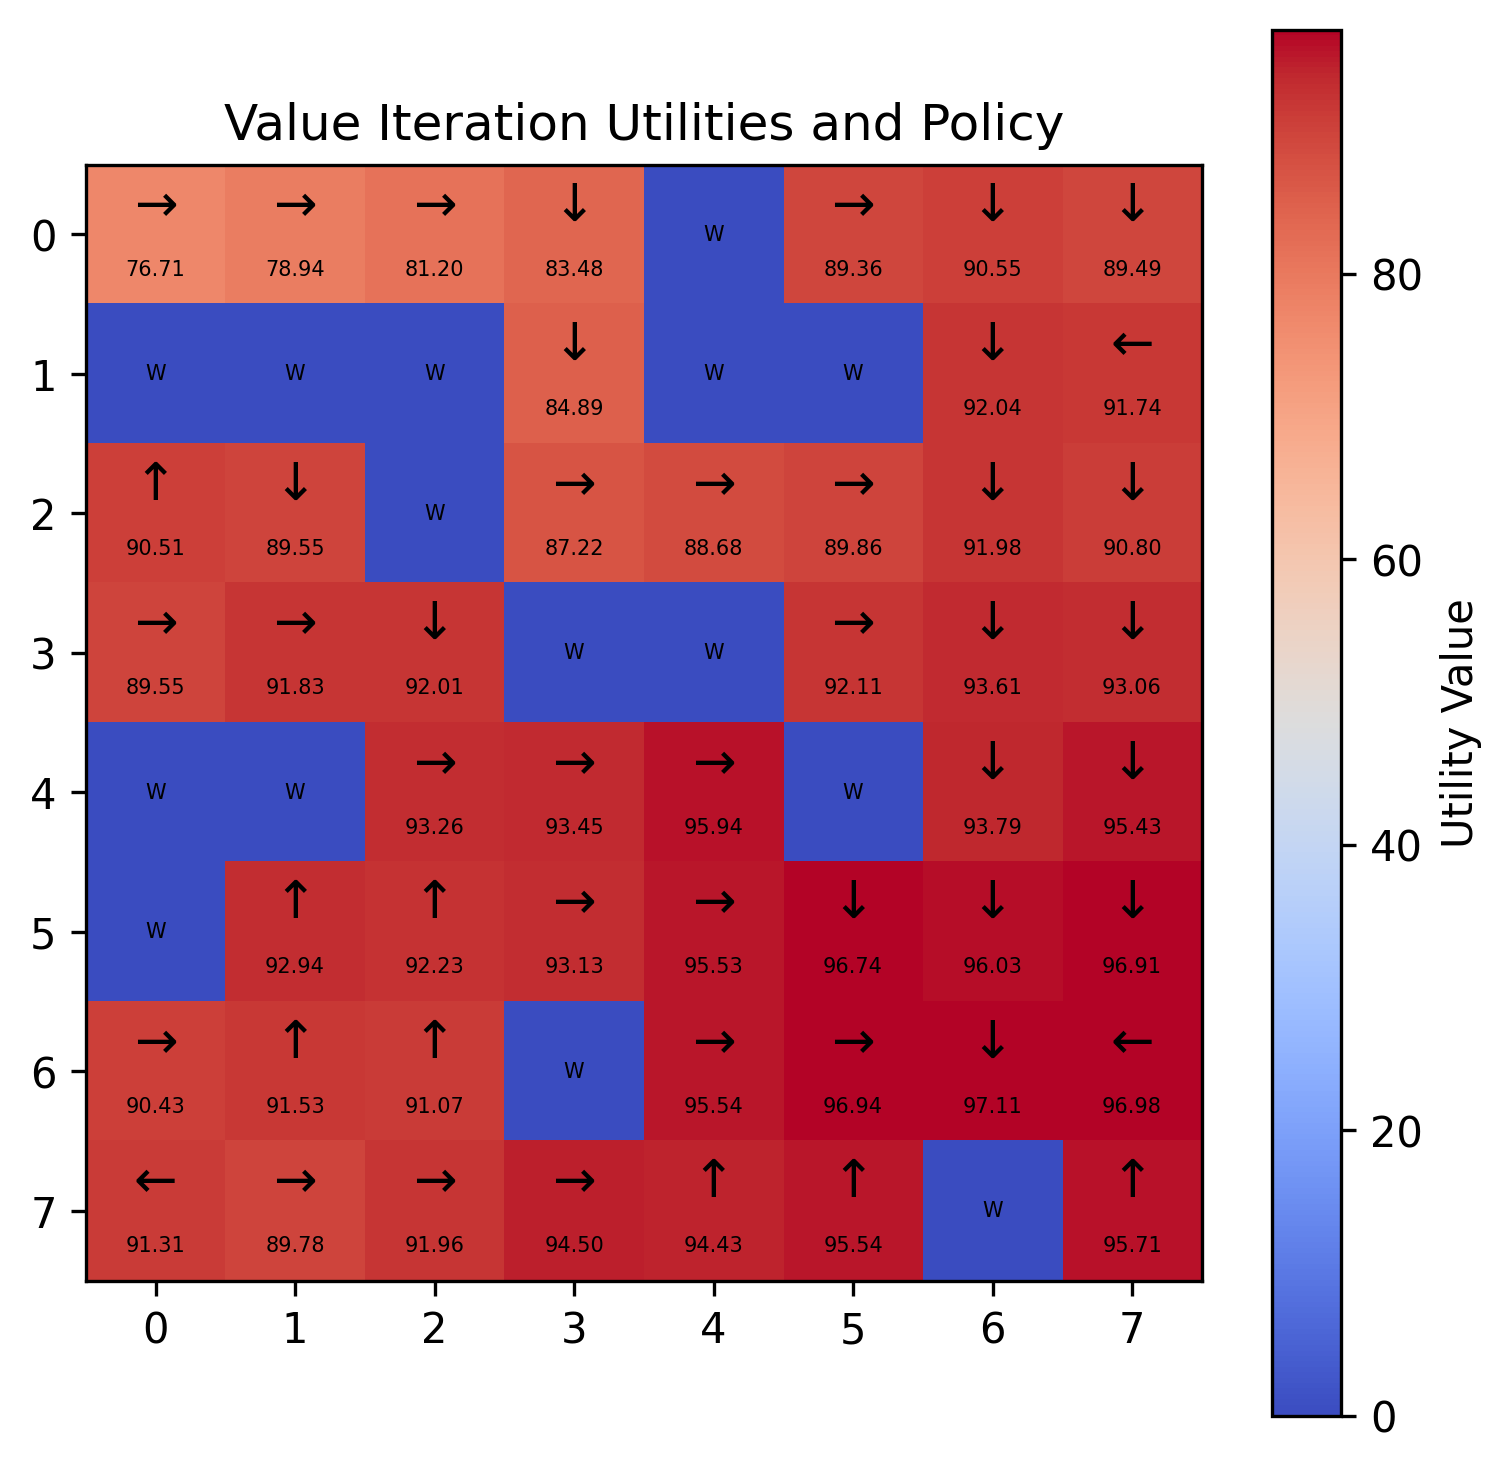 Value Iteration Utilities and Policy
0 → → → ↓ W → ↓ ↓
76.71 78.94 81.20 83.48 89.36 90.55 89.49
1 W W W ↓ W W ↓ ←
84.89 92.04 91.74
2 ↑ ↓ W → → → ↓ ↓
90.51 89.55 87.22 88.68 89.86 91.98 90.80
3 → → ↓ W W → ↓ ↓
89.55 91.83 92.01 92.11 93.61 93.06
4 W W → → → W ↓ ↓
93.26 93.45 95.94 93.79 95.43
5 W ↑ ↑ → → ↓ ↓ ↓
92.94 92.23 93.13 95.53 96.74 96.03 96.91
6 → ↑ ↑ W → → ↓ ←
90.43 91.53 91.07 95.54 96.94 97.11 96.98
7 ← → → → ↑ ↑ W ↑
91.31 89.78 91.96 94.50 94.43 95.54 95.71
0 1 2 3 4 5 6 7
80
60
40
20
0
Utility Value